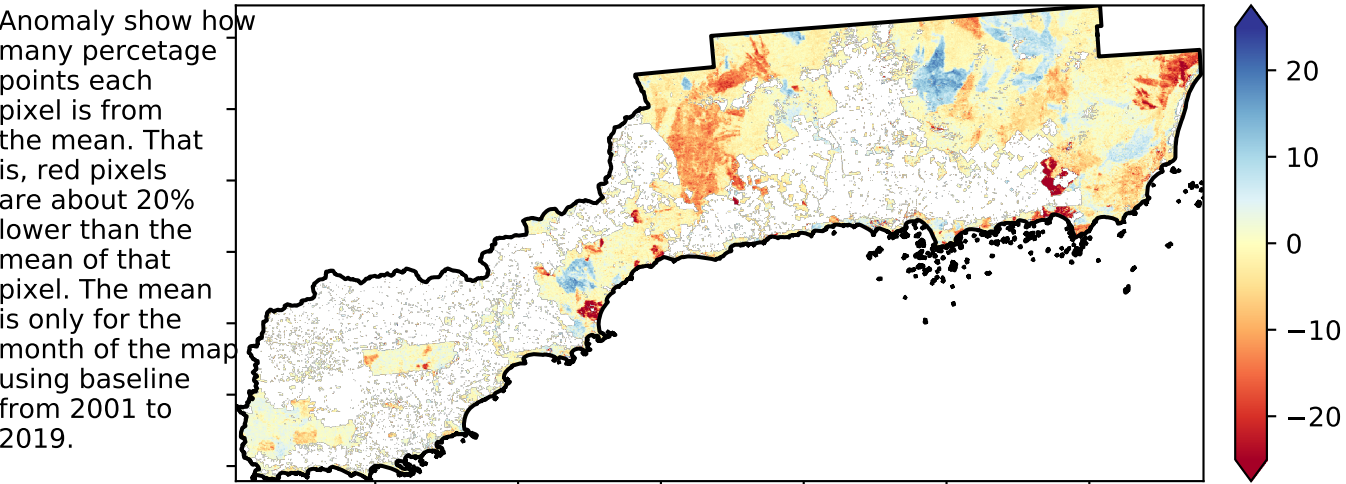 Anomaly show how
many percetage
points each
pixel is from
the mean. That
is, red pixels
are about 20%
lower than the
mean of that
pixel. The mean
is only for the
month of the map
using baseline
from 2001 to
2019.
20
10
0
−10
−20